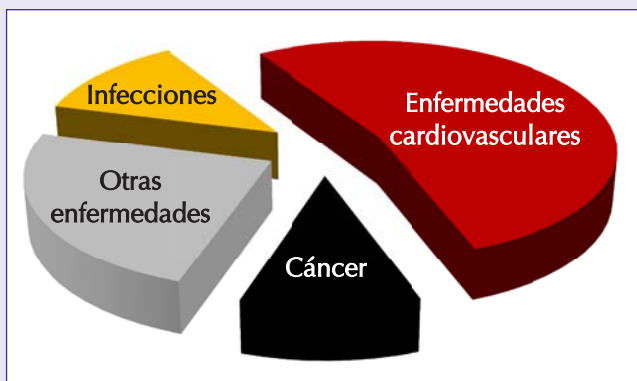 Infecciones
Enfermedades
cardiovasculares
Otras
enfermedades
Cáncer